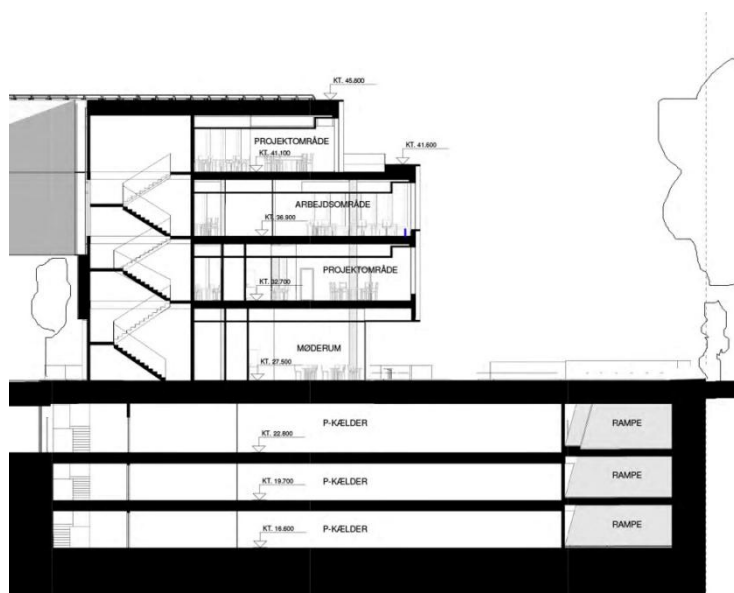 KT. 45.800
PROJEKTOMRÅDE
KT. 41.100
KT. 41.600
ARBEJDSOMRÅDE
KT. 36.900
PROJEKTOMRÅDE
KT. 32.700
MØDERUM
KT. 27.500
P-KÆLDER
RAMPE
KT. 22.800
P-KÆLDER
RAMPE
KT. 19.700
P-KÆLDER
RAMPE
KT. 16.600